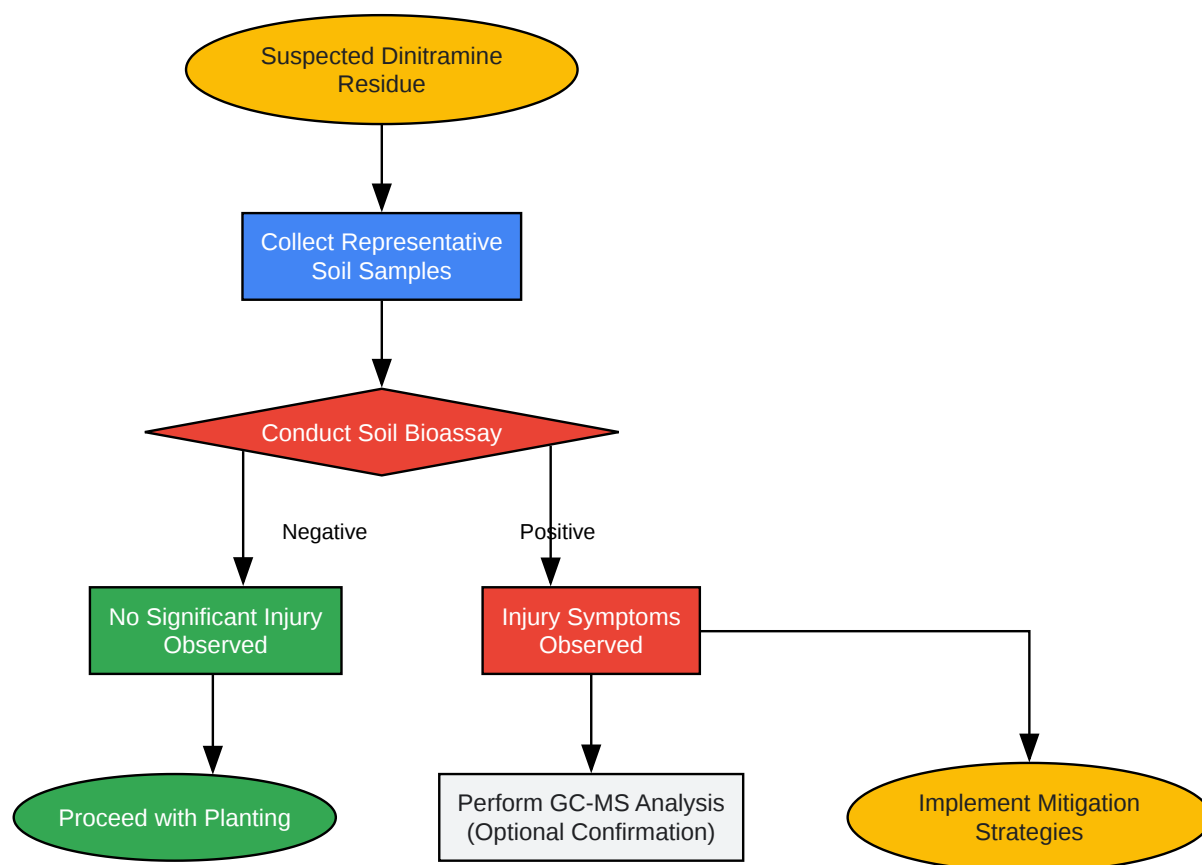 Suspected Dinitramine
Residue
Collect Representative
Soil Samples
Conduct Soil Bioassay
Negative
Positive
No Significant Injury
Observed
Injury Symptoms
Observed
Proceed with Planting
Perform GC-MS Analysis
(Optional Confirmation)
Implement Mitigation
Strategies